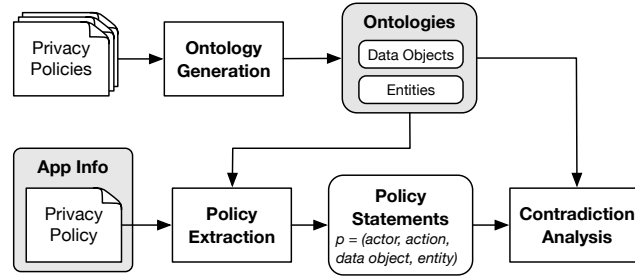 Privacy
Policies
Ontology
Generation
Ontologies
Data Objects
Entities
App Info
Privacy
Policy
Policy
Extraction
Policy
Statements
p = (actor, action,
data object, entity)
Contradiction
Analysis